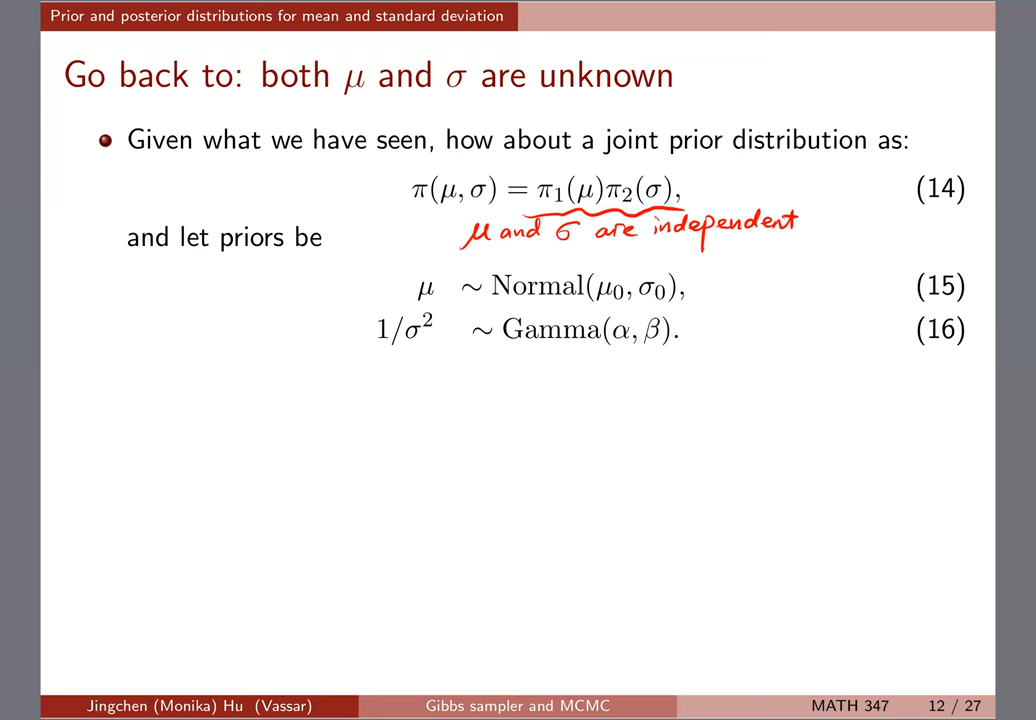 Prior and posterior distributions for mean and standard deviation
Go back to: both μ and σ are unknown
Given what we have seen, how about a joint prior distribution as:
π(μ, σ) = π₁(μ)π₂(σ), (14)
μ and σ are independent
and let priors be
μ ∼ Normal(μ₀, σ₀), (15)
1/σ² ∼ Gamma(α, β). (16)
Jingchen (Monika) Hu (Vassar) Gibbs sampler and MCMC MATH 347 12 / 27